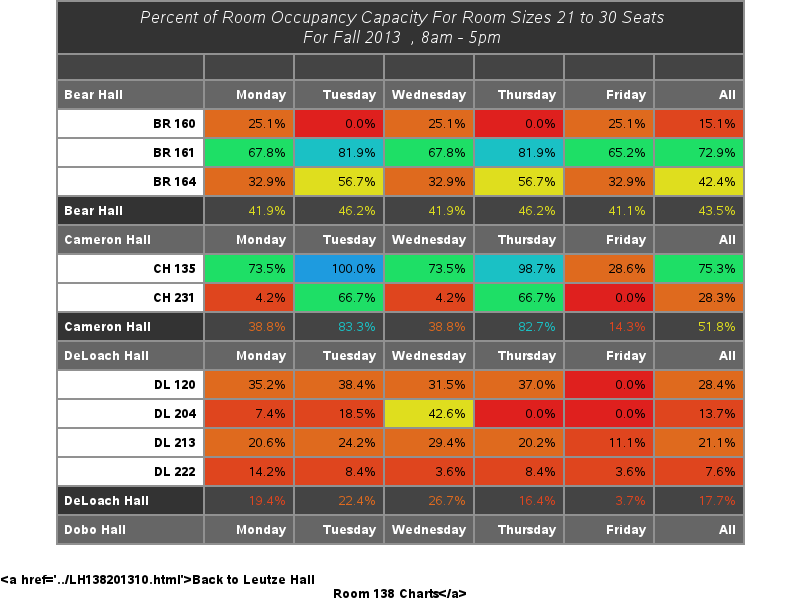 Percent of Room Occupancy Capacity For Room Sizes 21 to 30 Seats
For Fall 2013 , 8am - 5pm
Bear Hall Monday Tuesday Wednesday Thursday Friday All
BR 160 25.1% 0.0% 25.1% 0.0% 25.1% 15.1%
BR 161 67.8% 81.9% 67.8% 81.9% 65.2% 72.9%
BR 164 32.9% 56.7% 32.9% 56.7% 32.9% 42.4%
Bear Hall 41.9% 46.2% 41.9% 46.2% 41.1% 43.5%
Cameron Hall Monday Tuesday Wednesday Thursday Friday All
CH 135 73.5% 100.0% 73.5% 98.7% 28.6% 75.3%
CH 231 4.2% 66.7% 4.2% 66.7% 0.0% 28.3%
Cameron Hall 38.8% 83.3% 38.8% 82.7% 14.3% 51.8%
DeLoach Hall Monday Tuesday Wednesday Thursday Friday All
DL 120 35.2% 38.4% 31.5% 37.0% 0.0% 28.4%
DL 204 7.4% 18.5% 42.6% 0.0% 0.0% 13.7%
DL 213 20.6% 24.2% 29.4% 20.2% 11.1% 21.1%
DL 222 14.2% 8.4% 3.6% 8.4% 3.6% 7.6%
DeLoach Hall 19.4% 22.4% 26.7% 16.4% 3.7% 17.7%
Dobo Hall Monday Tuesday Wednesday Thursday Friday All
<a href='../LH138201310.html'>Back to Leutze Hall
Room 138 Charts</a>